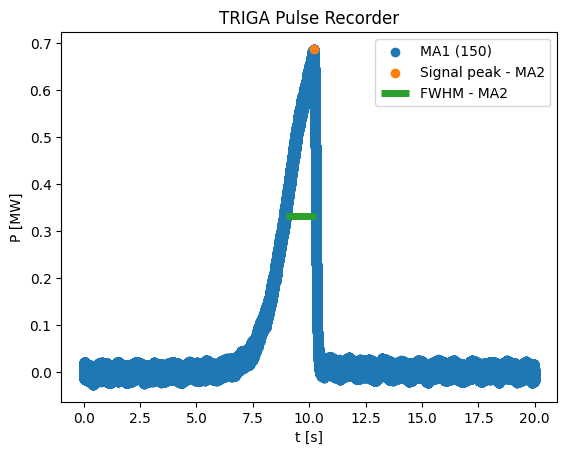 TRIGA Pulse Recorder
MA1 (150)
Signal peak - MA2
FWHM - MA2
P [MW]
0.7
0.6
0.5
0.4
0.3
0.2
0.1
0.0
0.0 2.5 5.0 7.5 10.0 12.5 15.0 17.5 20.0
t [s]